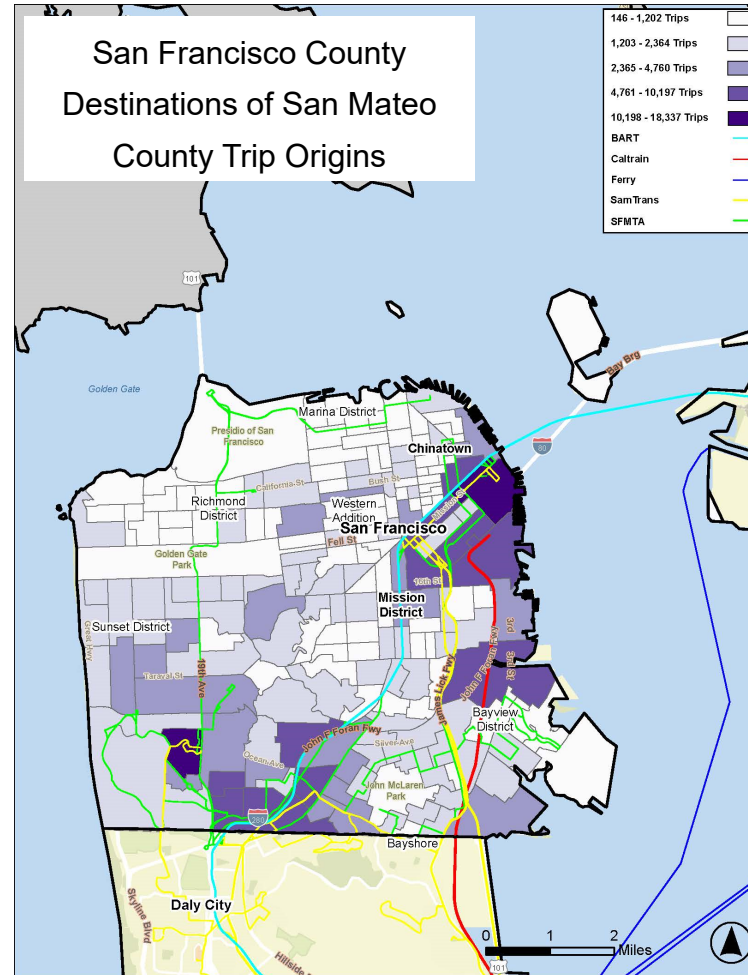 San Francisco County
Destinations of San Mateo
County Trip Origins
146 - 1,202 Trips
1,203 - 2,364 Trips
2,365 - 4,760 Trips
4,761 - 10,197 Trips
10,198 - 18,337 Trips
BART
Caltrain
Ferry
SamTrans
SFMTA
101
Bay Brg
Golden Gate
Marina District
Presidio of San
Francisco
Chinatown
80
California St
Bush St
Richmond
District
Western
Addition
Mission St
San Francisco
Fell St
Golden Gate
Park
16th St
Mission
District
Sunset District
Great Hwy
3rd
3rd St
Taraval St
19th Ave
James Lick Fwy
John F Foran Fwy
Bayview
District
John F Foran Fwy
Silver Ave
Ocean Ave
John McLaren
Park
280
Bayshore
Daly City
Skyline Blvd
Hillside
0 1 2
Miles
101